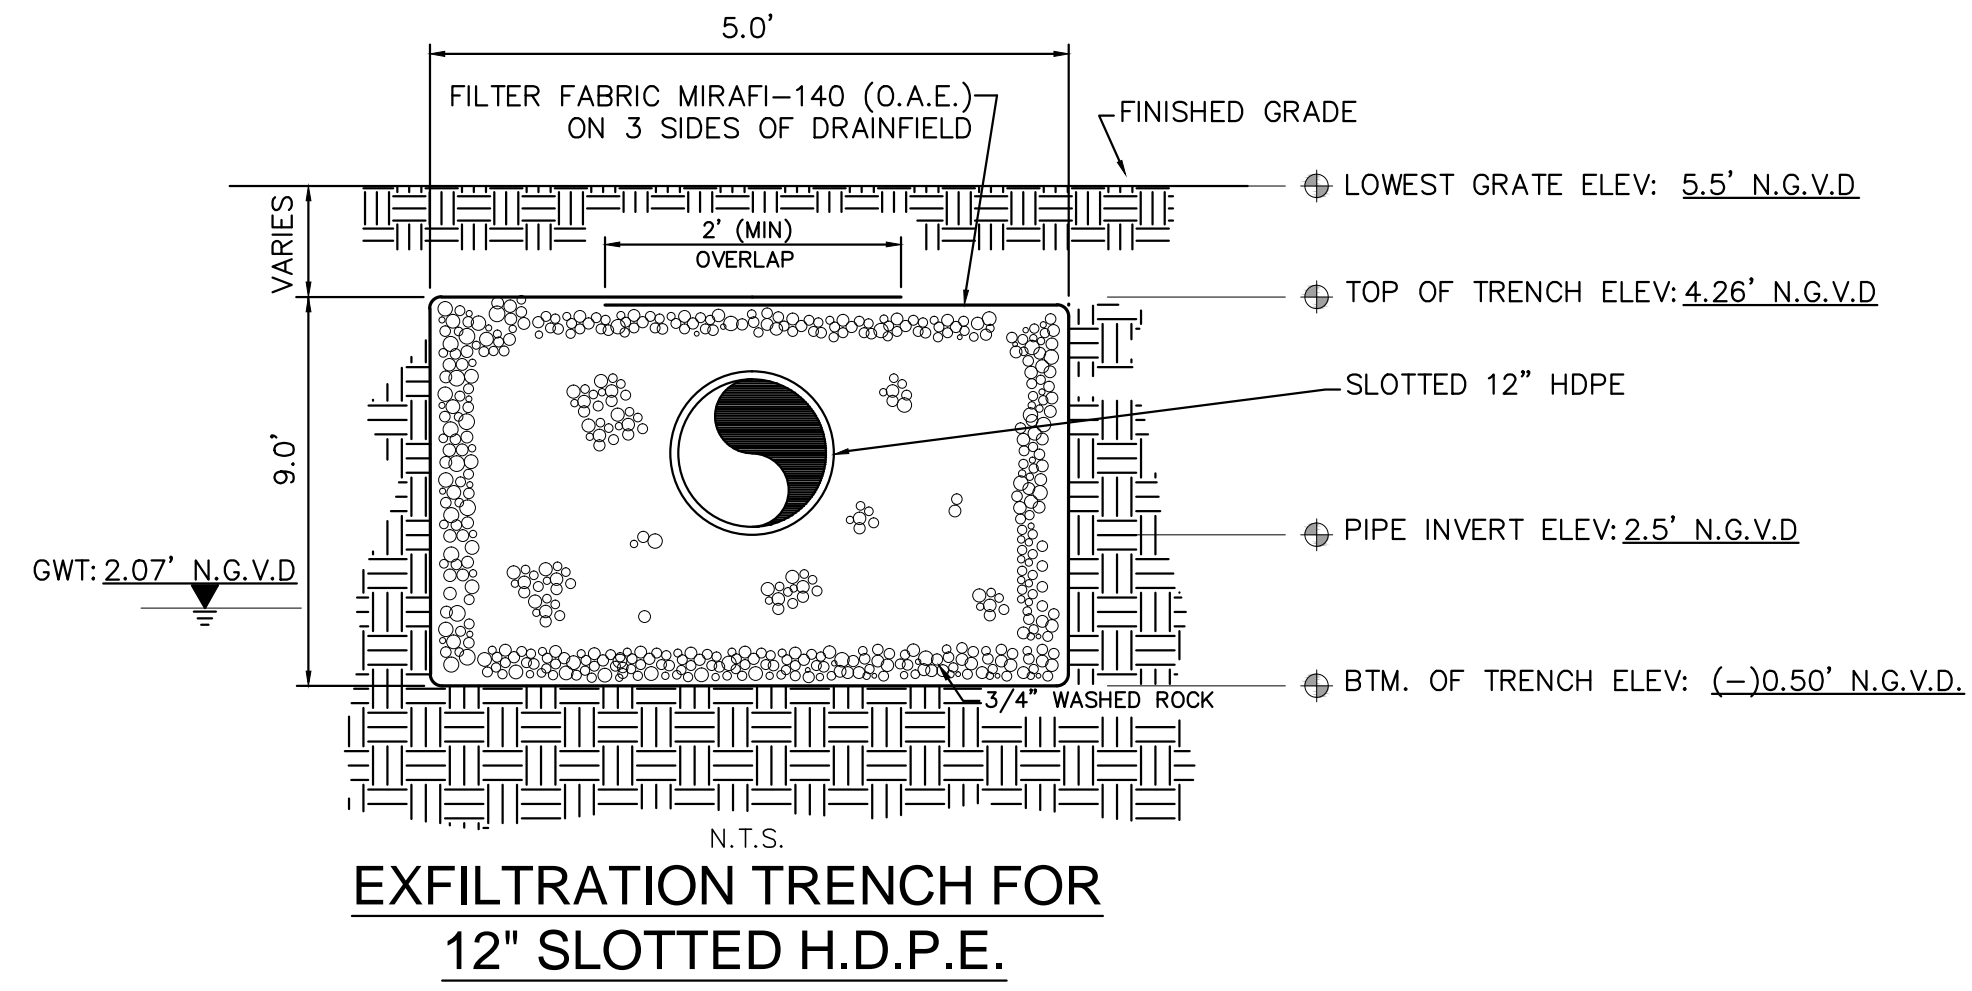 5.0'
FILTER FABRIC MIRAFI-140 (O.A.E.)
ON 3 SIDES OF DRAINFIELD
FINISHED GRADE
LOWEST GRATE ELEV: 5.5' N.G.V.D
VARIES
2' (MIN)
OVERLAP
TOP OF TRENCH ELEV: 4.26' N.G.V.D
SLOTTED 12" HDPE
9.0'
PIPE INVERT ELEV: 2.5' N.G.V.D
GWT: 2.07' N.G.V.D
BTM. OF TRENCH ELEV: (-)0.50' N.G.V.D.
3/4" WASHED ROCK
N.T.S.
EXFILTRATION TRENCH FOR
12" SLOTTED H.D.P.E.